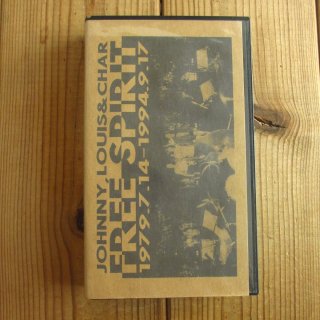 JOHNNY, LOUIS&CHAR
FREE SPIRIT
1979.7.14-1994.9.17